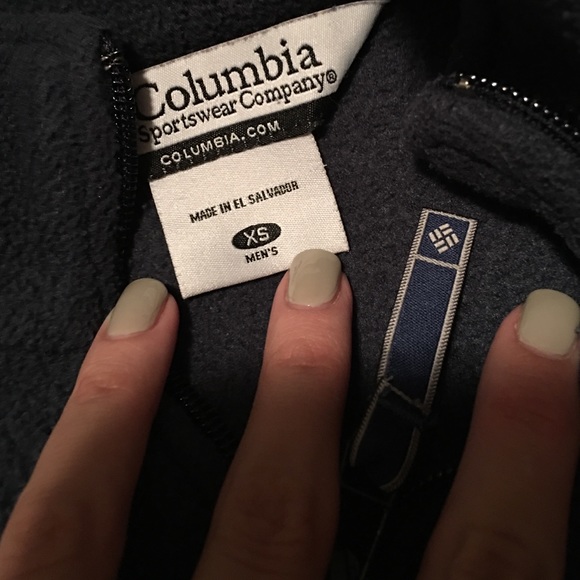 Columbia
Sportswear Company®
COLUMBIA.COM
MADE IN EL SALVADOR
XS
MEN'S